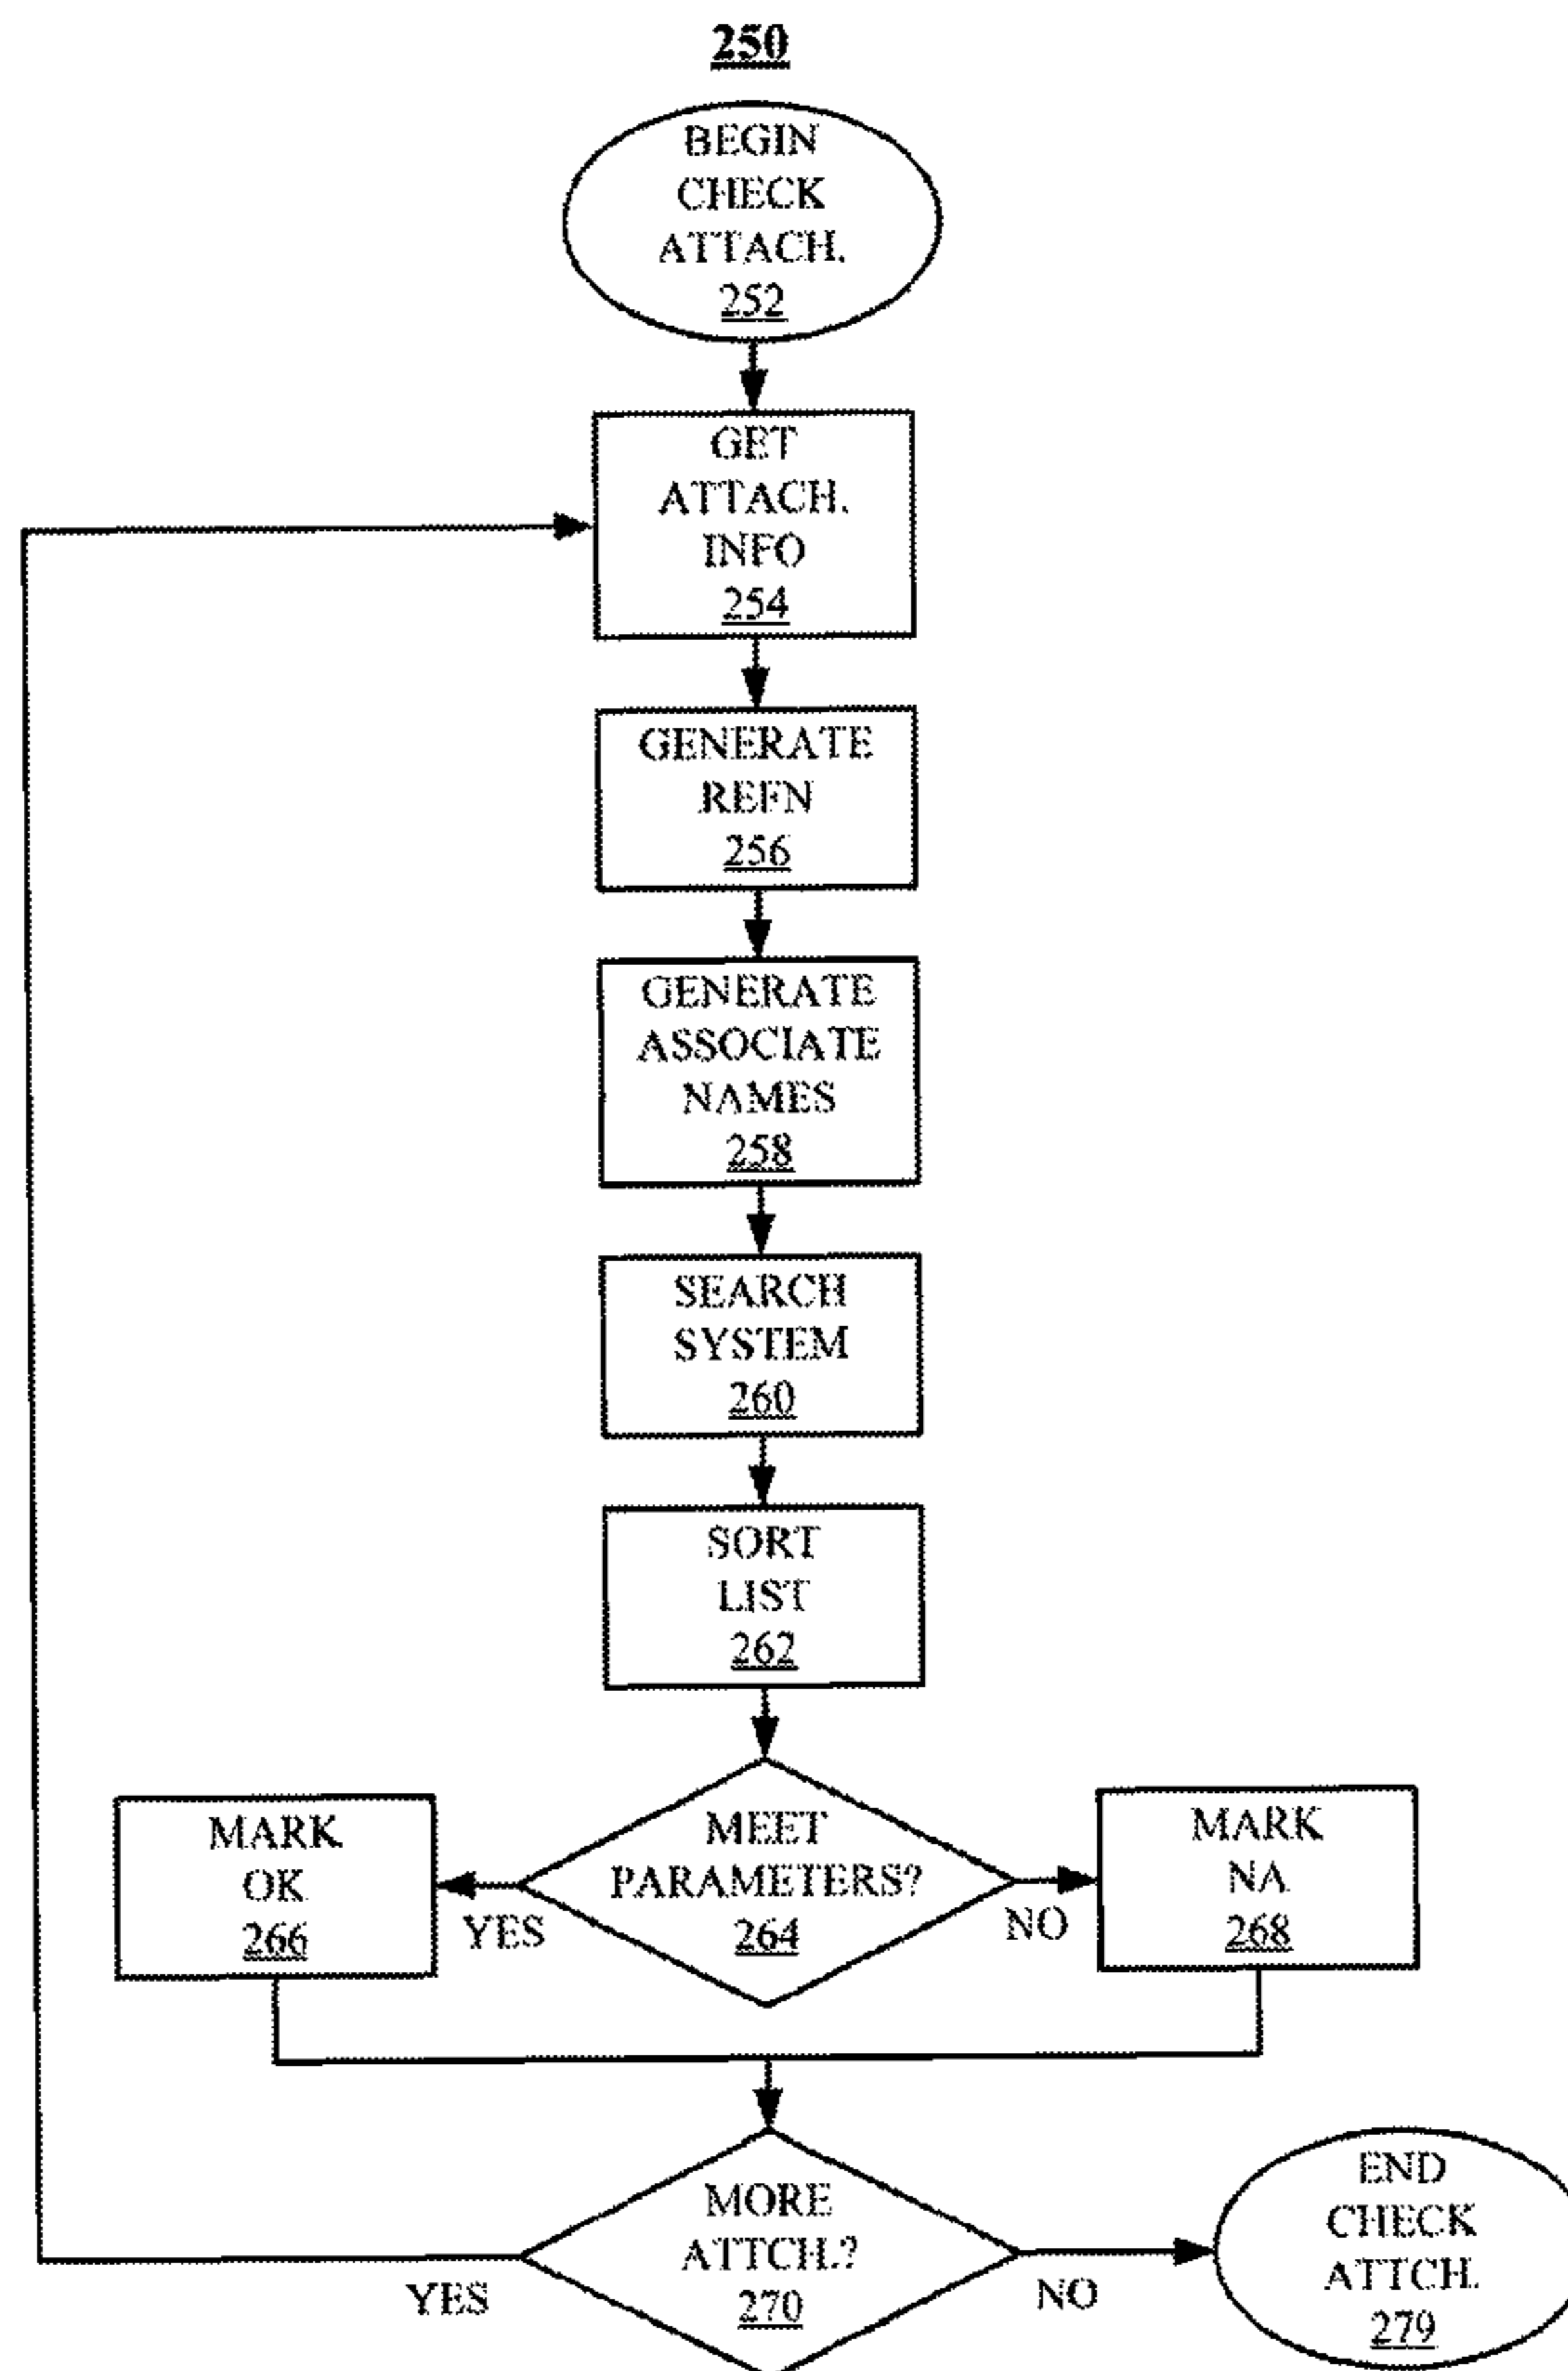 250
BEGIN
CHECK
ATTACH.
252
GET
ATTACH.
INFO
254
GENERATE
REFN
256
GENERATE
ASSOCIATE
NAMES
258
SEARCH
SYSTEM
260
SORT
LIST
262
MARK
OK
266
YES
MEET
PARAMETERS?
264
NO
MARK
NA
268
YES
MORE
ATTCH.?
270
NO
END
CHECK
ATTCH.
279